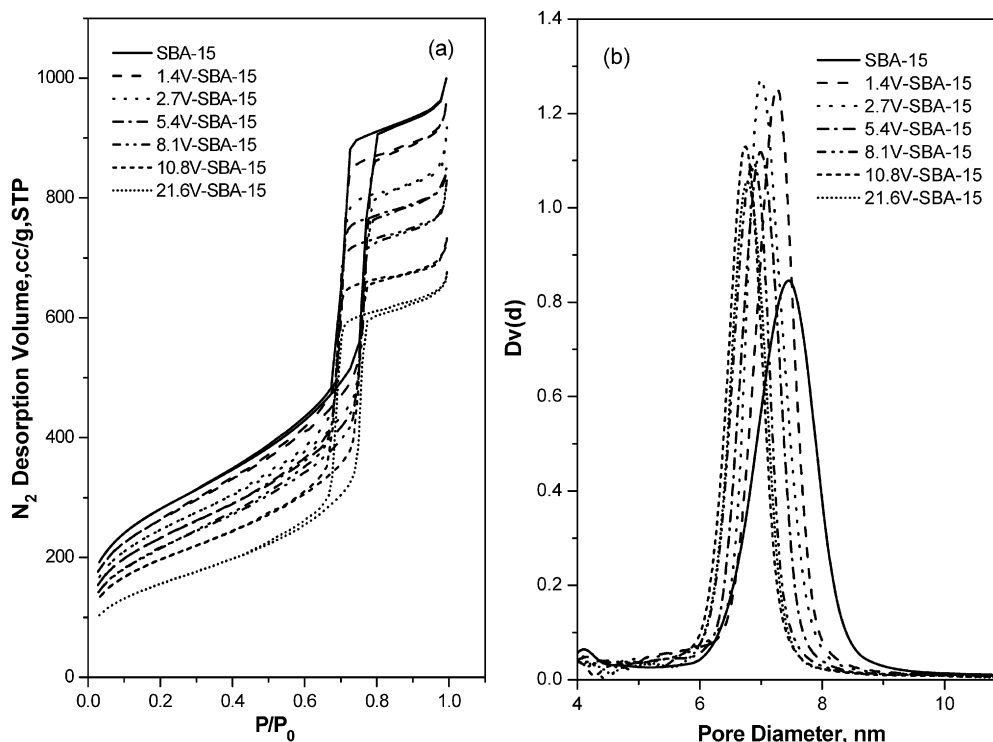 (a)
SBA-15
1.4V-SBA-15
2.7V-SBA-15
5.4V-SBA-15
8.1V-SBA-15
10.8V-SBA-15
21.6V-SBA-15
N2 Desorption Volume,cc/g,STP
1000
800
600
400
200
0
0.0 0.2 0.4 0.6 0.8 1.0
P/P0
(b)
SBA-15
1.4V-SBA-15
2.7V-SBA-15
5.4V-SBA-15
8.1V-SBA-15
10.8V-SBA-15
21.6V-SBA-15
Dv(d)
1.4
1.2
1.0
0.8
0.6
0.4
0.2
0.0
4 6 8 10
Pore Diameter, nm